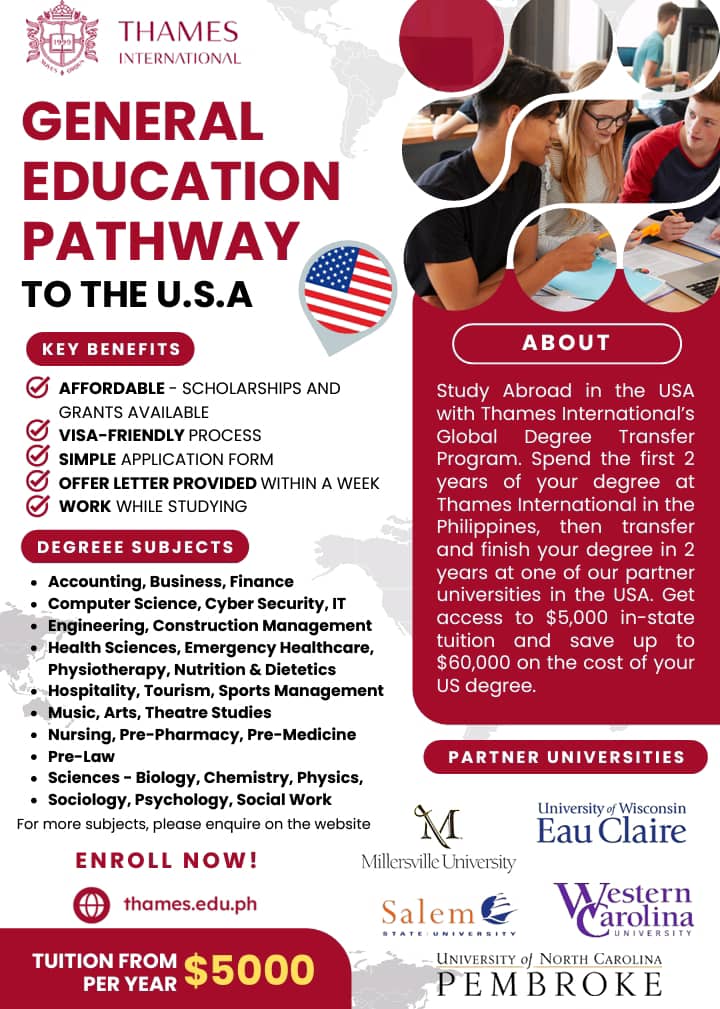 THAMES
INTERNATIONAL
1999
GENERAL
EDUCATION
PATHWAY
TO THE U.S.A
KEY BENEFITS
AFFORDABLE - SCHOLARSHIPS AND
GRANTS AVAILABLE
VISA-FRIENDLY PROCESS
SIMPLE APPLICATION FORM
OFFER LETTER PROVIDED WITHIN A WEEK
WORK WHILE STUDYING
DEGREEE SUBJECTS
• Accounting, Business, Finance
• Computer Science, Cyber Security, IT
• Engineering, Construction Management
• Health Sciences, Emergency Healthcare,
Physiotherapy, Nutrition & Dietetics
• Hospitality, Tourism, Sports Management
• Music, Arts, Theatre Studies
• Nursing, Pre-Pharmacy, Pre-Medicine
• Pre-Law
• Sciences - Biology, Chemistry, Physics,
• Sociology, Psychology, Social Work
For more subjects, please enquire on the website
ENROLL NOW!
thames.edu.ph
TUITION FROM
PER YEAR
$5000
ABOUT
Study Abroad in the USA
with Thames International's
Global Degree Transfer
Program. Spend the first 2
years of your degree at
Thames International in the
Philippines, then transfer
and finish your degree in 2
years at one of our partner
universities in the USA. Get
access to $5,000 in-state
tuition and save up to
$60,000 on the cost of your
US degree.
PARTNER UNIVERSITIES
M
Millersville University
University of Wisconsin
Eau Claire
Salem
STATE UNIVERSITY
Western
Carolina
UNIVERSITY
UNIVERSITY of NORTH CAROLINA
PEMBROKE